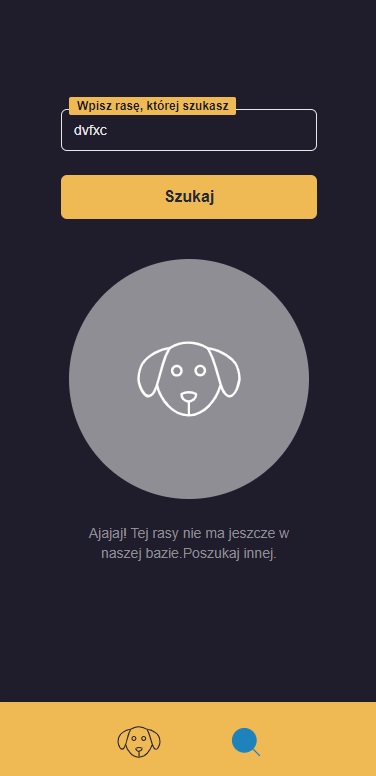 Wpisz rasę, której szukasz
dvfxc
Szukaj
Ajajaj! Tej rasy nie ma jeszcze w
naszej bazie.Poszukaj innej.